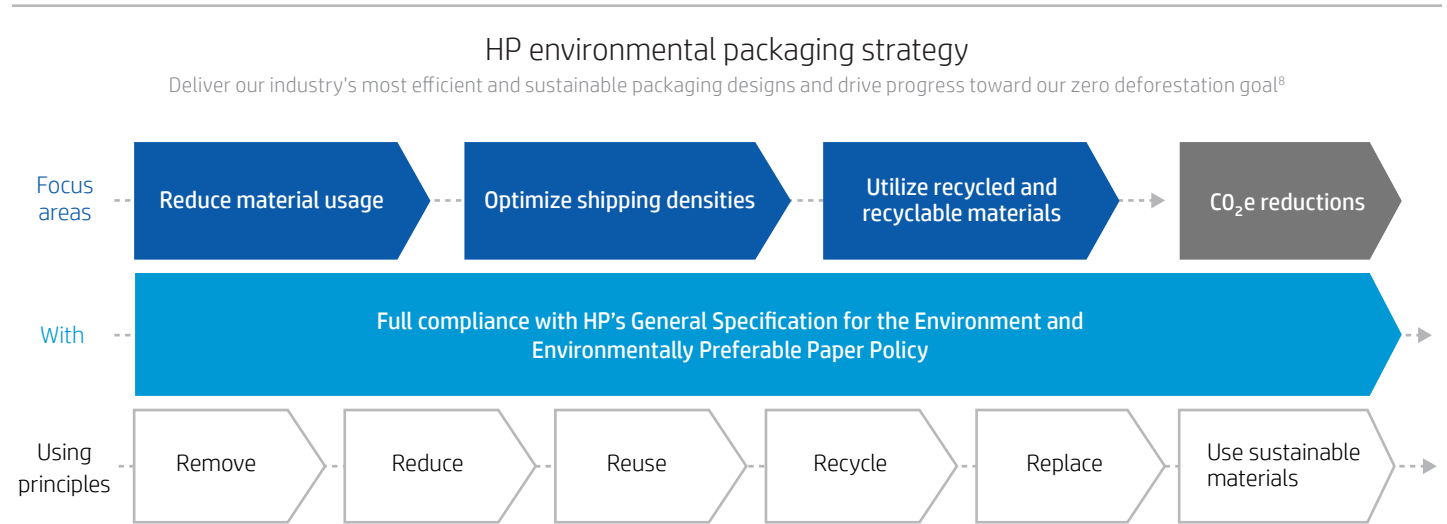 HP environmental packaging strategy
Deliver our industry's most efficient and sustainable packaging designs and drive progress toward our zero deforestation goal⁸
Focus
areas
Reduce material usage
Optimize shipping densities
Utilize recycled and
recyclable materials
CO₂e reductions
With
Full compliance with HP’s General Specification for the Environment and
Environmentally Preferable Paper Policy
Using
principles
Remove
Reduce
Reuse
Recycle
Replace
Use sustainable
materials